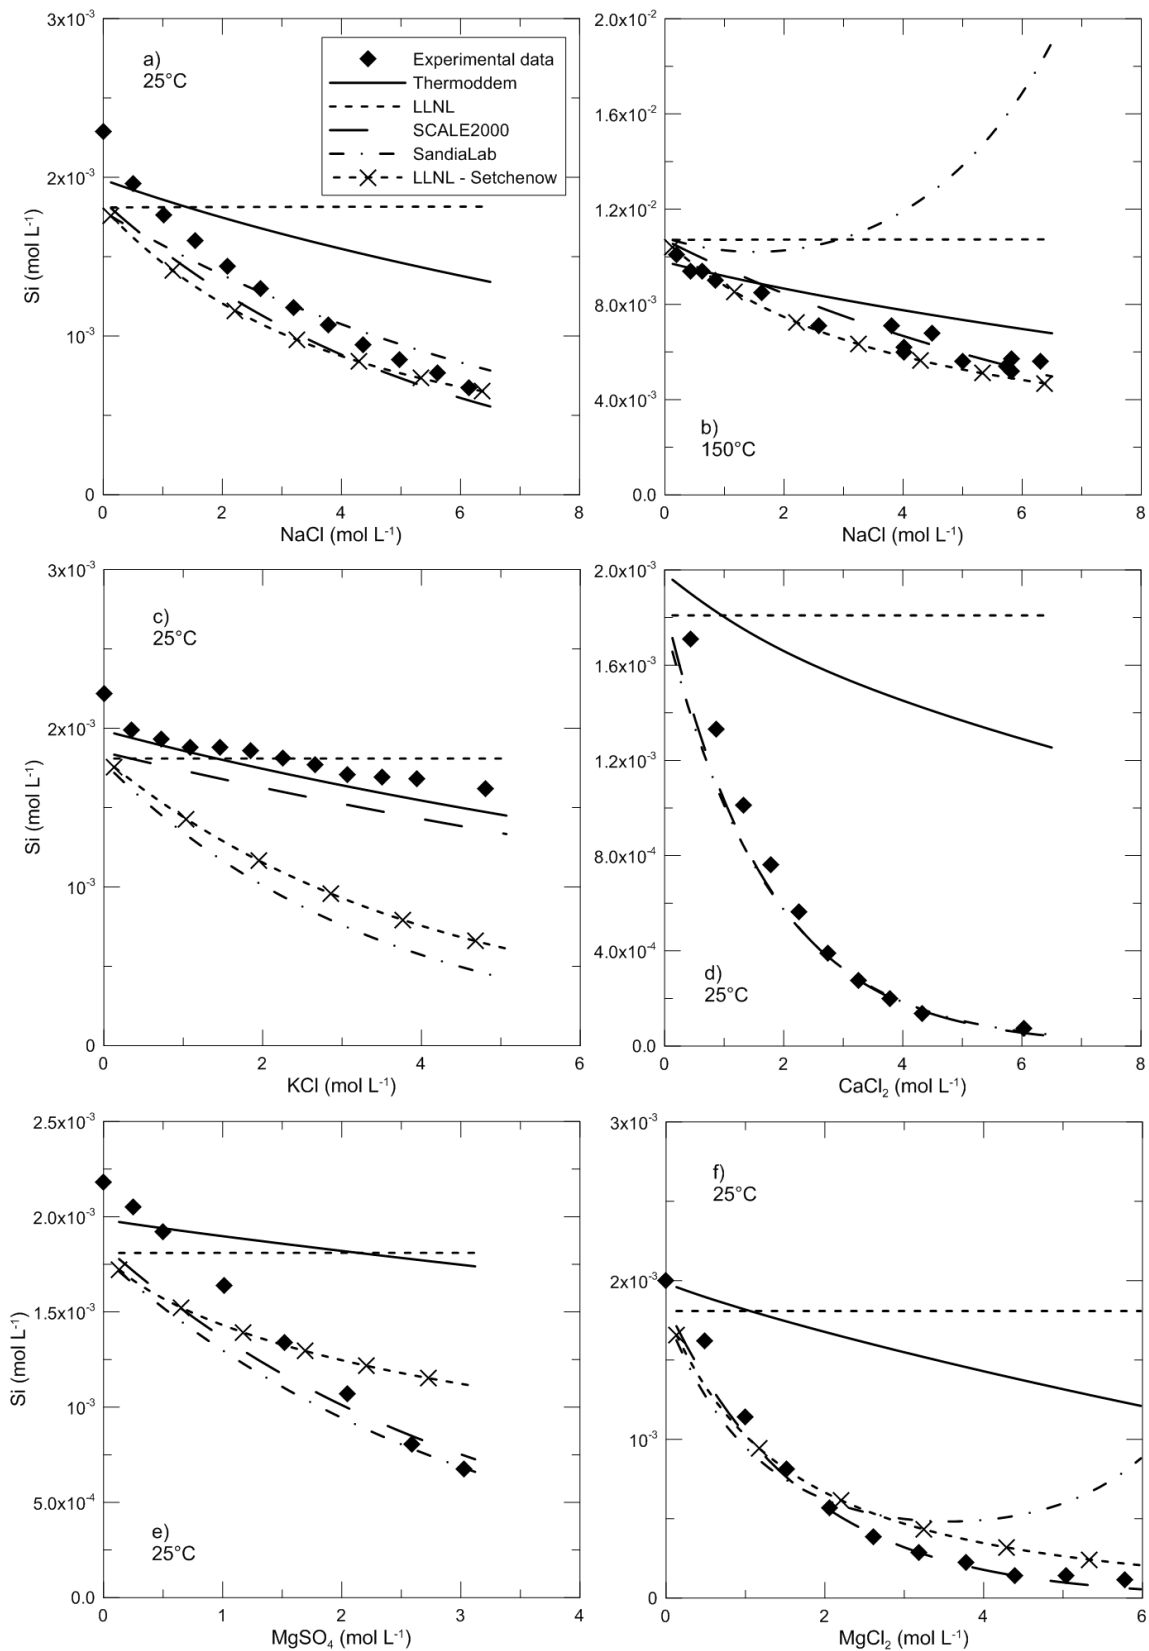 3x10⁻³
a)
25°C
Experimental data
Thermoddem
LLNL
SCALE2000
SandiaLab
LLNL - Setchenow
2x10⁻³
10⁻³
0
Si (mol L⁻¹)
0 2 4 6 8
NaCl (mol L⁻¹)
2.0x10⁻²
1.6x10⁻²
1.2x10⁻²
8.0x10⁻³
4.0x10⁻³
0.0
b)
150°C
0 2 4 6 8
NaCl (mol L⁻¹)
3x10⁻³
c)
25°C
2x10⁻³
10⁻³
0
Si (mol L⁻¹)
0 2 4 6
KCl (mol L⁻¹)
2.0x10⁻³
1.6x10⁻³
1.2x10⁻³
8.0x10⁻⁴
4.0x10⁻⁴
0.0
d)
25°C
0 2 4 6 8
CaCl₂ (mol L⁻¹)
2.5x10⁻³
2.0x10⁻³
1.5x10⁻³
10⁻³
5.0x10⁻⁴
0.0
Si (mol L⁻¹)
e)
25°C
0 1 2 3 4
MgSO₄ (mol L⁻¹)
3x10⁻³
f)
25°C
2x10⁻³
10⁻³
0
0 2 4 6
MgCl₂ (mol L⁻¹)